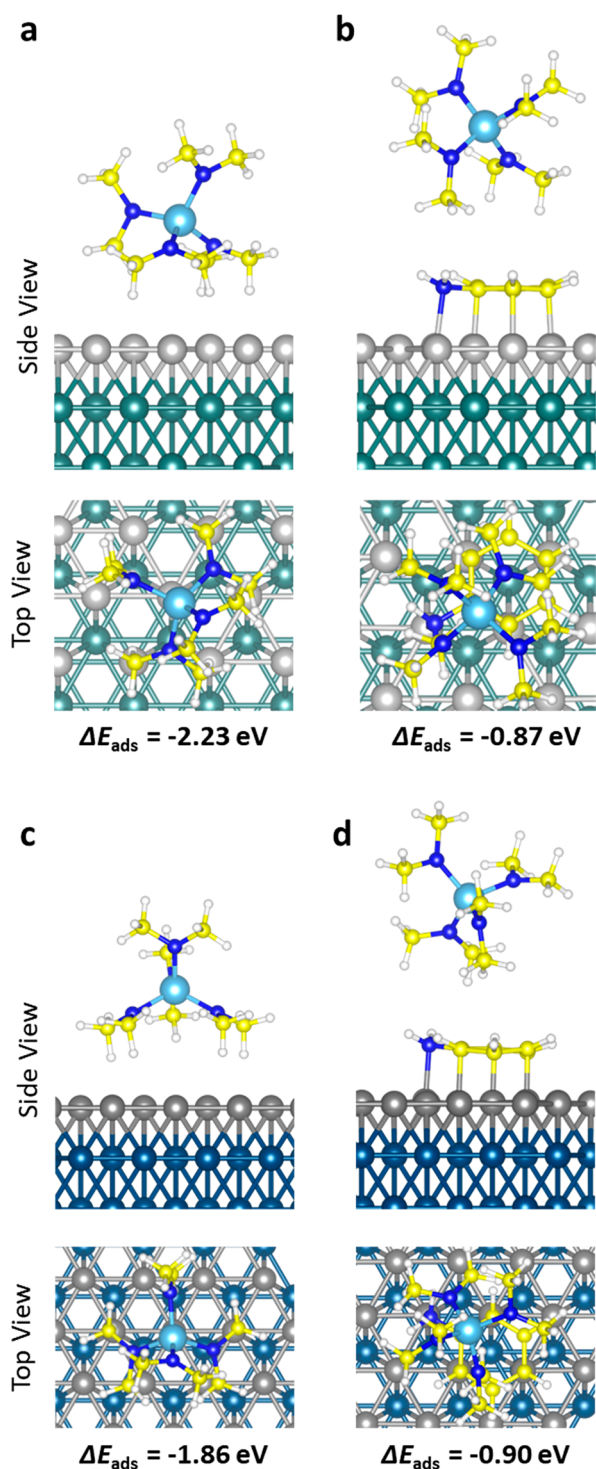 a
b
Side View
Top View
ΔEads = -2.23 eV
ΔEads = -0.87 eV
c
d
Side View
Top View
ΔEads = -1.86 eV
ΔEads = -0.90 eV